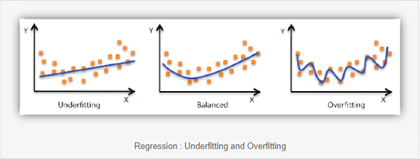 Y Y Y
X X X
Underfitting Balanced Overfitting
Regression : Underfitting and Overfitting